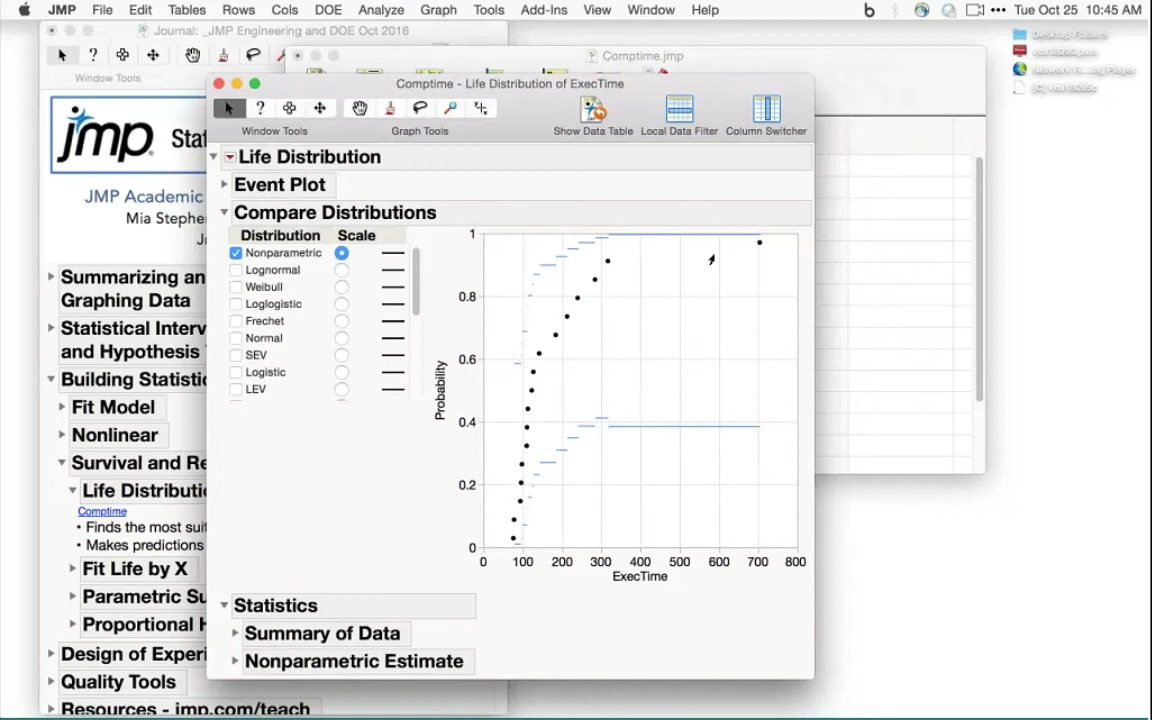 JMP File Edit Tables Rows Cols DOE Analyze Graph Tools Add-Ins View Window Help Tue Oct 25 10:45 AM
Journal: _JMP Engineering and DOE Oct 2016
Comptime.jmp
Window Tools
Comptime - Life Distribution of ExecTime
Window Tools Graph Tools Show Data Table Local Data Filter Column Switcher
jmp Stat
JMP Academic
Mia Stephe
Summarizing an
Graphing Data
Statistical Interv
and Hypothesis
Building Statistic
Fit Model
Nonlinear
Survival and Re
Life Distributi
Comptime
• Finds the most suit
• Makes predictions
Fit Life by X
Parametric Su
Proportional H
Design of Experi
Quality Tools
Resources - jmp.com/teach
Life Distribution
Event Plot
Compare Distributions
Distribution Scale
Nonparametric
Lognormal
Weibull
Loglogistic
Frechet
Normal
SEV
Logistic
LEV
Probability
1
0.8
0.6
0.4
0.2
0
0 100 200 300 400 500 600 700 800
ExecTime
Statistics
Summary of Data
Nonparametric Estimate
Desktop Folders